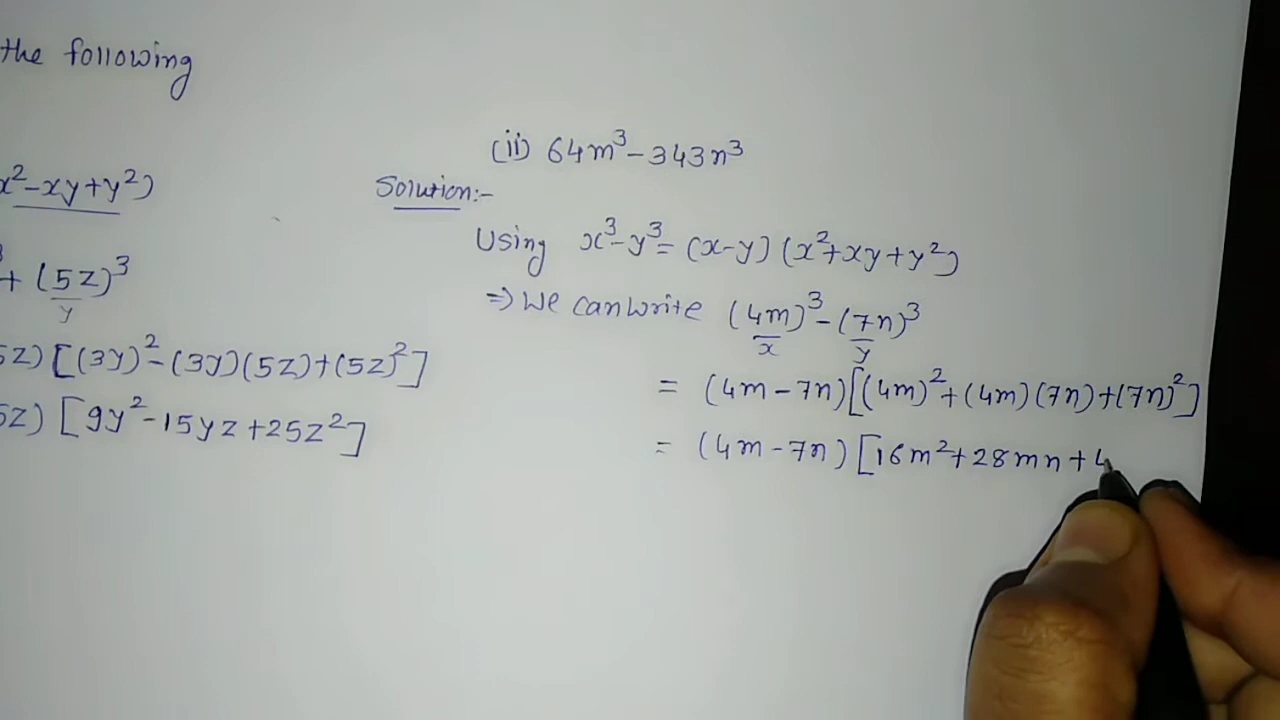 the following
x²-xy+y²)
+ (5z)³
y
5z) [(3y)²-(3y)(5z)+(5z)²]
5z) [9y²-15yz+25z²]
(ii) 64m³-343n³
Solution:-
Using x³-y³= (x-y) (x²+xy+y²)
⇒ We can write (4m)³-(7n)³
x y
= (4m-7n)[(4m)²+(4m)(7n)+(7n)²]
= (4m-7n) [16m²+28mn+4